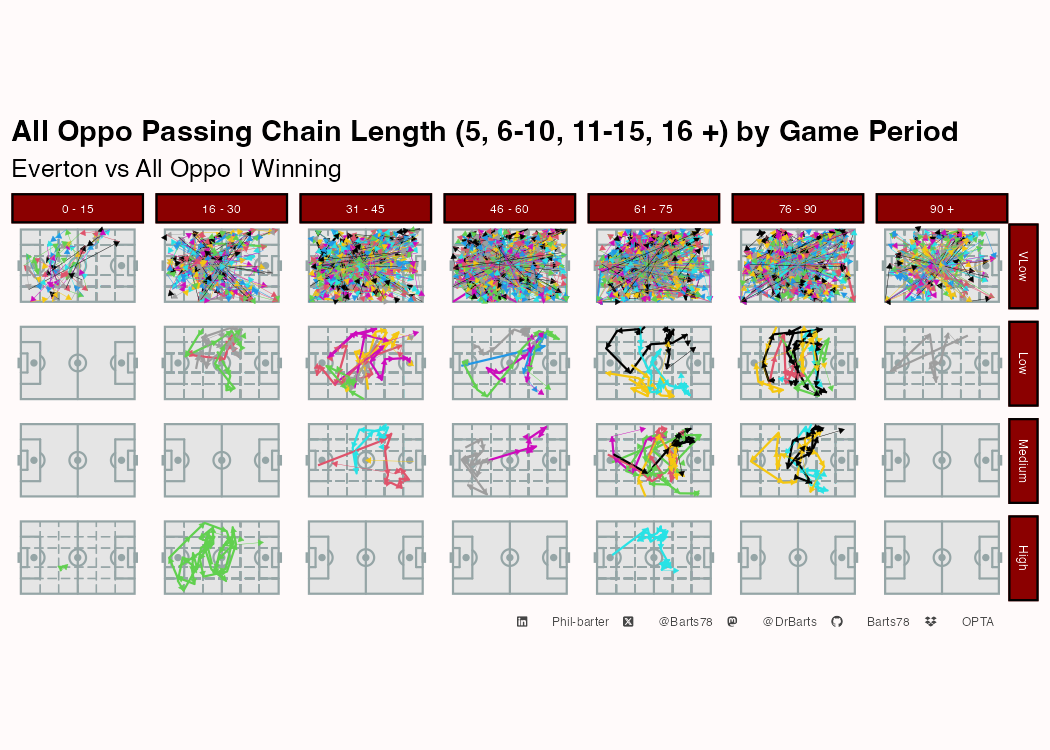 All Oppo Passing Chain Length (5, 6-10, 11-15, 16 +) by Game Period
Everton vs All Oppo | Winning
0 - 15 16 - 30 31 - 45 46 - 60 61 - 75 76 - 90 90 +
VLow
Low
Medium
High
Phil-barter @Barts78 @DrBarts Barts78 OPTA